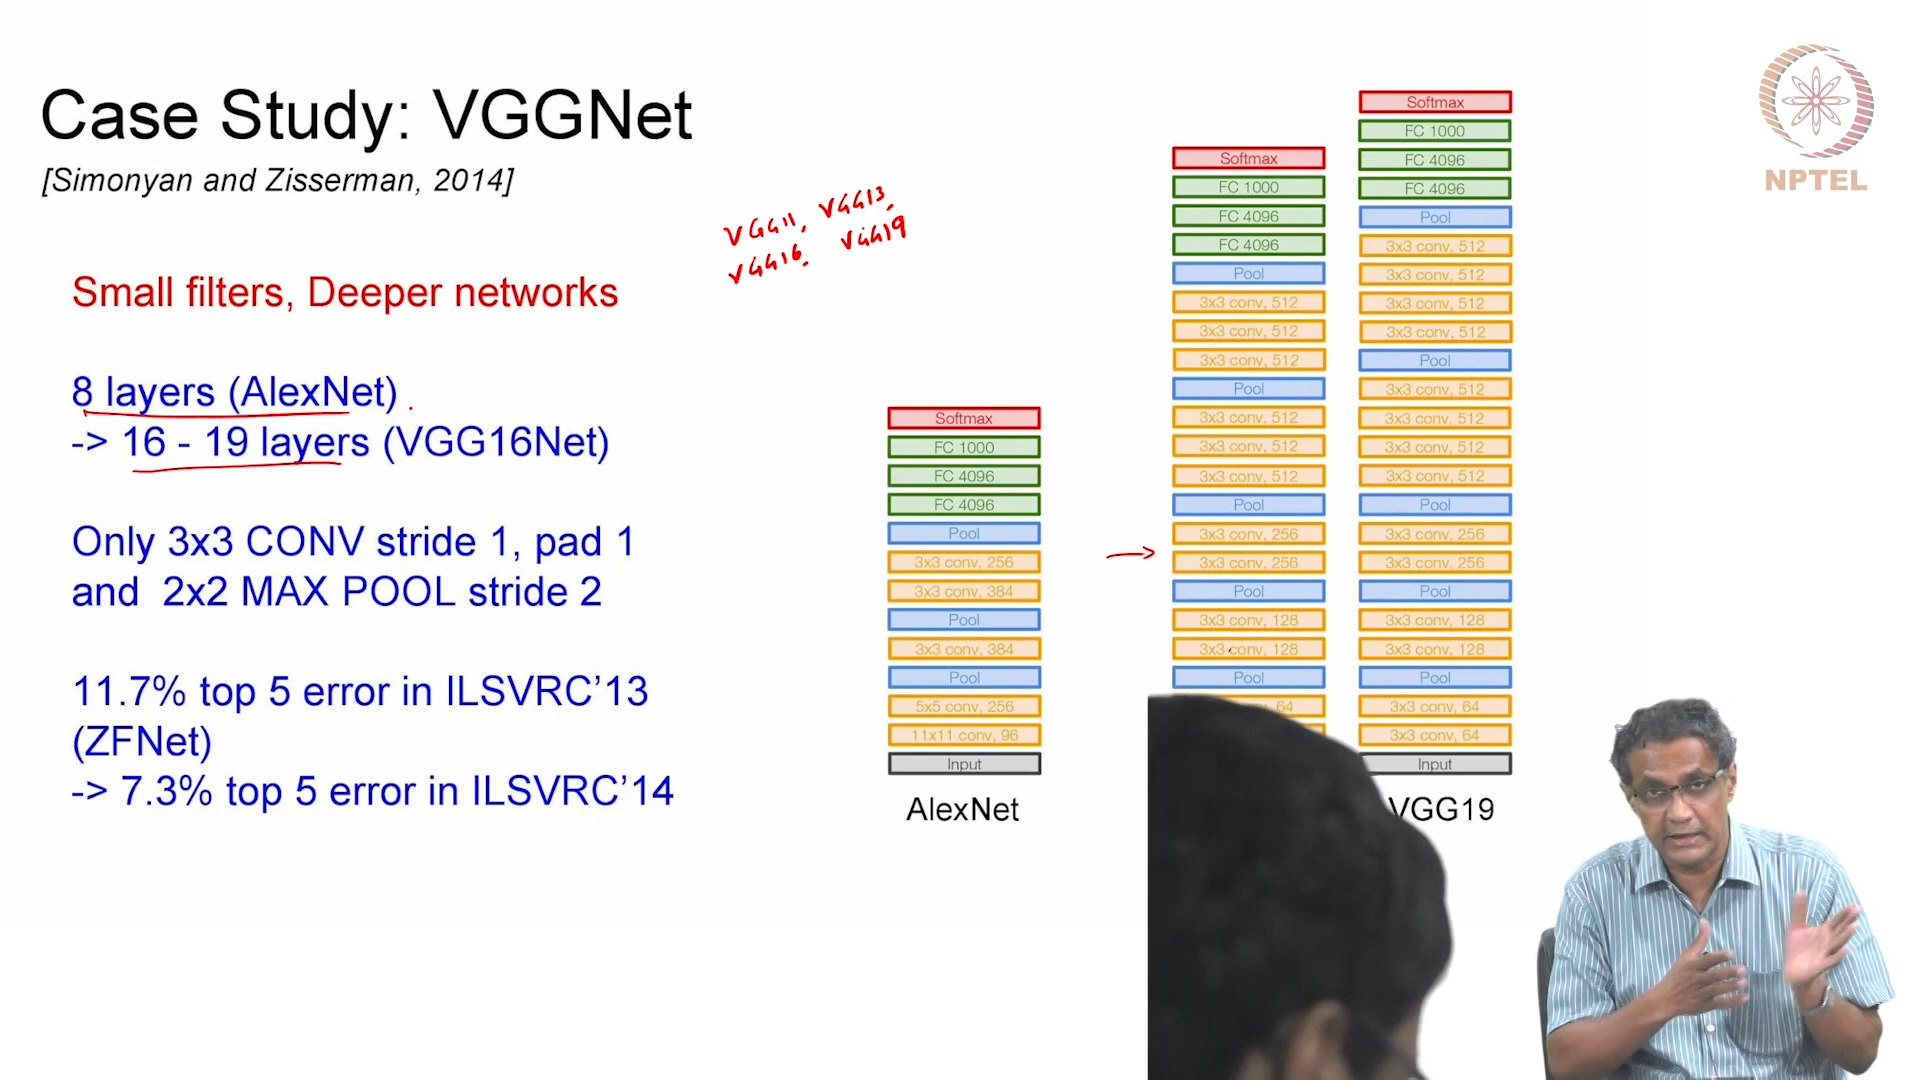 Case Study: VGGNet
[Simonyan and Zisserman, 2014]
VGG11, VGG13,
VGG16, VGG19
Small filters, Deeper networks
8 layers (AlexNet)
-> 16 - 19 layers (VGG16Net)
Only 3x3 CONV stride 1, pad 1
and 2x2 MAX POOL stride 2
11.7% top 5 error in ILSVRC'13
(ZFNet)
-> 7.3% top 5 error in ILSVRC'14
Softmax
FC 1000
FC 4096
FC 4096
Pool
3x3 conv, 256
3x3 conv, 384
Pool
3x3 conv, 384
Pool
5x5 conv, 256
11x11 conv, 96
Input
AlexNet
Softmax
FC 1000
FC 4096
FC 4096
Pool
3x3 conv, 512
3x3 conv, 512
3x3 conv, 512
Pool
3x3 conv, 512
3x3 conv, 512
3x3 conv, 512
Pool
3x3 conv, 256
3x3 conv, 256
Pool
3x3 conv, 128
3x3 conv, 128
Pool
64
Softmax
FC 1000
FC 4096
FC 4096
Pool
3x3 conv, 512
3x3 conv, 512
3x3 conv, 512
3x3 conv, 512
Pool
3x3 conv, 512
3x3 conv, 512
3x3 conv, 512
3x3 conv, 512
Pool
3x3 conv, 256
3x3 conv, 256
Pool
3x3 conv, 128
3x3 conv, 128
Pool
3x3 conv, 64
3x3 conv, 64
Input
VGG19
NPTEL